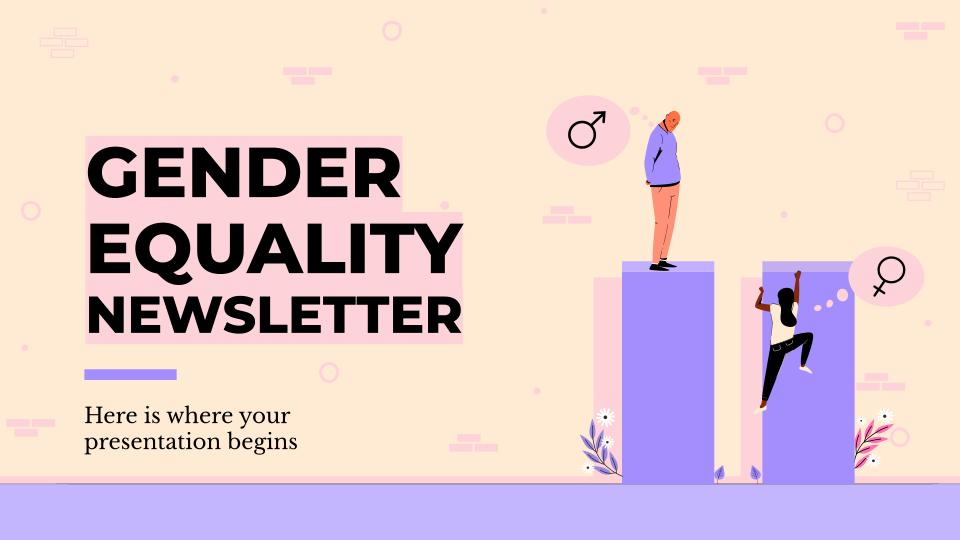 GENDER
EQUALITY
NEWSLETTER
Here is where your
presentation begins